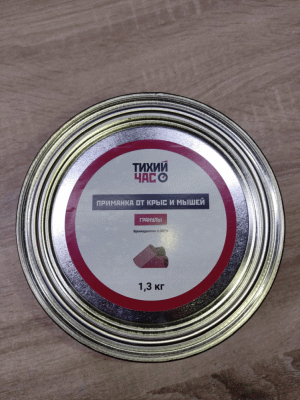 ТИХИЙ
ЧАС
ПРИМАНКА ОТ КРЫС И МЫШЕЙ
ГРАНУЛЫ
1,3 кг